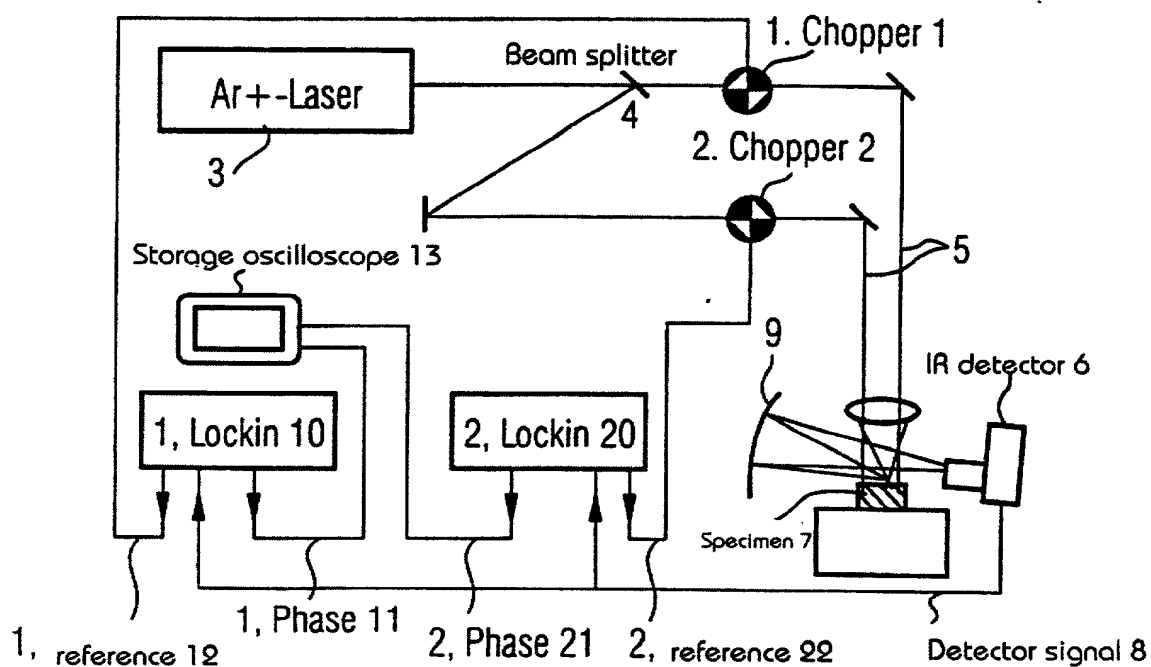 1. Chopper 1
Beam splitter
Ar+-Laser
4
3
2. Chopper 2
Storage oscilloscope 13
5
9
IR detector 6
1, Lockin 10
2, Lockin 20
Specimen 7
1, Phase 11
2, Phase 21
1, reference 12
2, reference 22
Detector signal 8